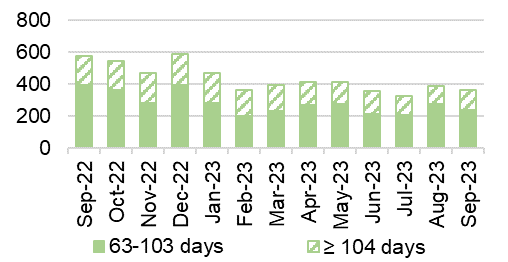 800
600
400
200
0
Sep-22 Oct-22 Nov-22 Dec-22 Jan-23 Feb-23 Mar-23 Apr-23 May-23 Jun-23 Jul-23 Aug-23 Sep-23
63-103 days ≥ 104 days